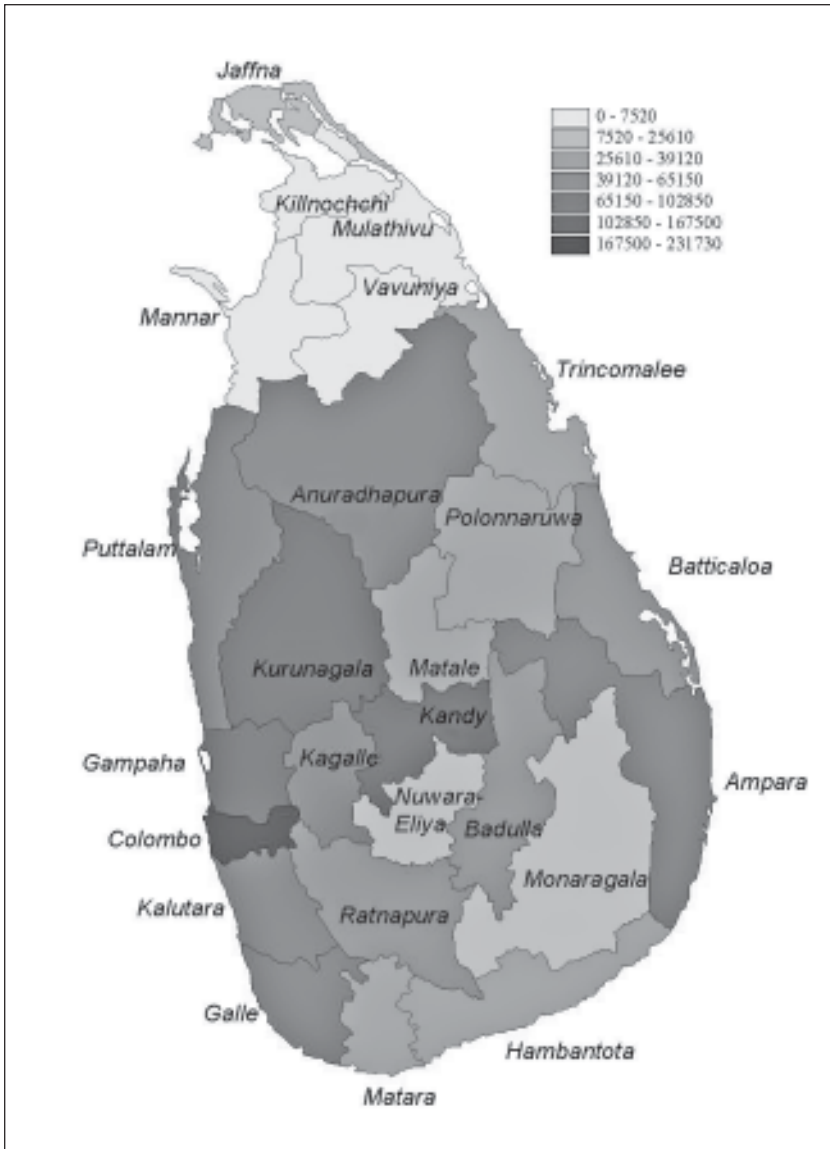 Jaffna
0 - 7520
7520 - 25610
25610 - 39120
39120 - 65150
65150 - 102850
102850 - 167500
167500 - 231730
Killnochchi
Mulathivu
Vavuniya
Mannar
Trincomalee
Anuradhapura
Polonnaruwa
Puttalam
Batticaloa
Kurunagala
Matale
Kandy
Gampaha
Kagalle
Ampara
Nuwara-
Eliya
Colombo
Badulla
Monaragala
Kalutara
Ratnapura
Galle
Hambantota
Matara